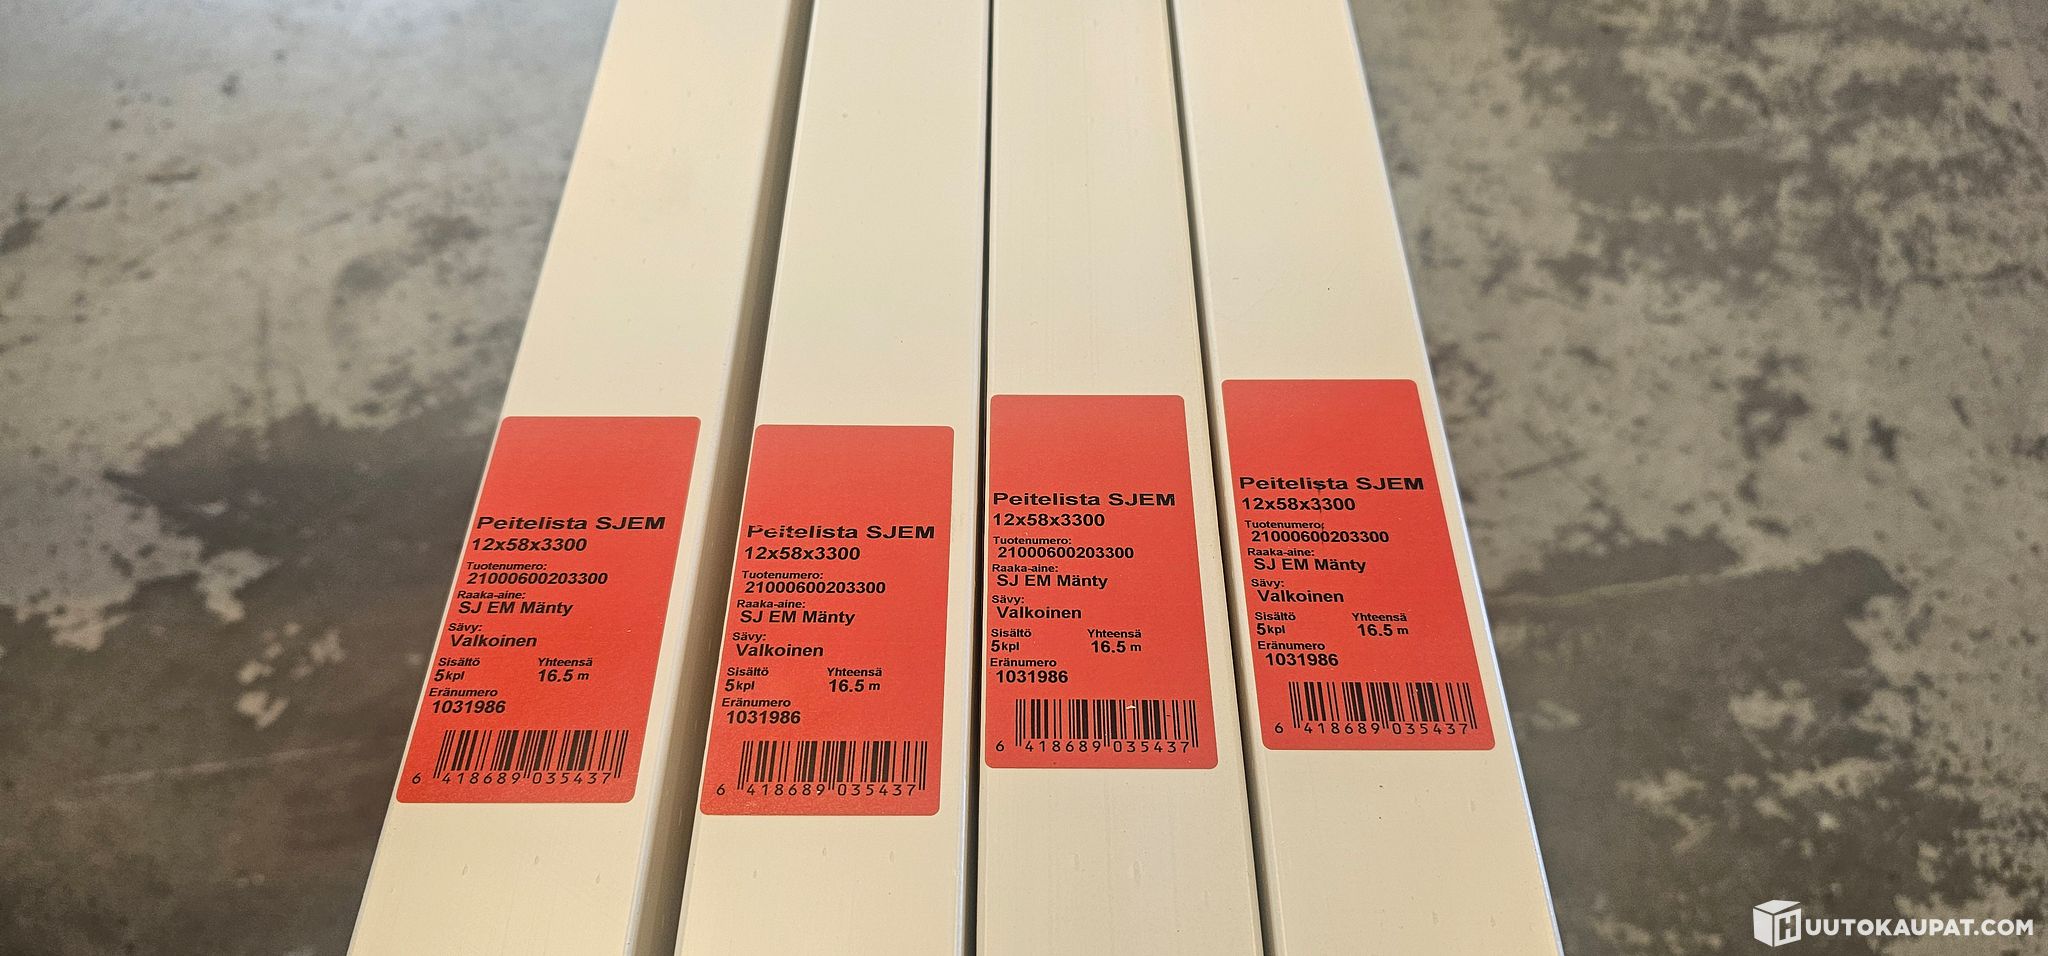 Peitelista SJEM
12x58x3300
Tuotenumero:
21000600203300
Raaka-aine:
SJ EM Mänty
Sävy:
Valkoinen
Sisältö Yhteensä
5kpl 16.5 m
Eränumero
1031986
6 418689 035437
Peitelista SJEM
12x58x3300
Tuotenumero:
21000600203300
Raaka-aine:
SJ EM Mänty
Sävy:
Valkoinen
Sisältö Yhteensä
5kpl 16.5 m
Eränumero
1031986
6 418689 035437
Peitelista SJEM
12x58x3300
Tuotenumero:
21000600203300
Raaka-aine:
SJ EM Mänty
Sävy:
Valkoinen
Sisältö Yhteensä
5kpl 16.5 m
Eränumero
1031986
6 418689 035437
Peitelista SJEM
12x58x3300
Tuotenumero:
21000600203300
Raaka-aine:
SJ EM Mänty
Sävy:
Valkoinen
Sisältö Yhteensä
5kpl 16.5 m
Eränumero
1031986
6 418689 035437
HUUTOKAUPAT.COM